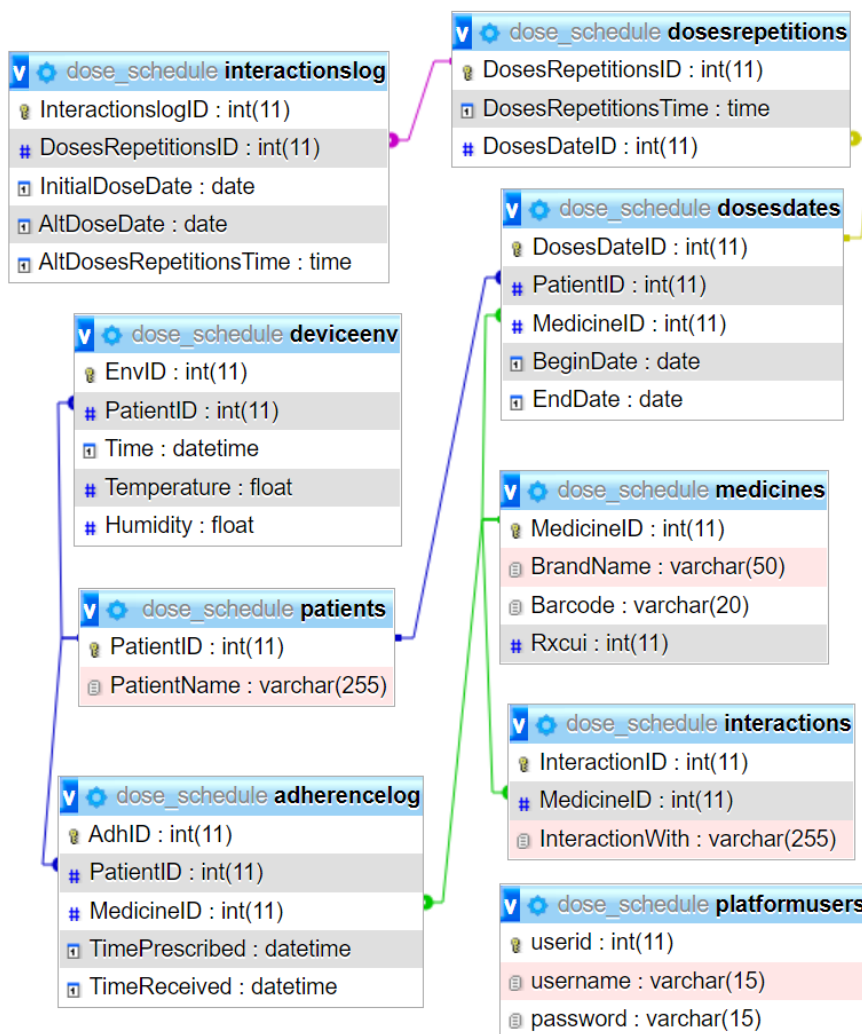 dose_schedule interactionslog
InteractionslogID : int(11)
DosesRepetitionsID : int(11)
InitialDoseDate : date
AltDoseDate : date
AltDosesRepetitionsTime : time
dose_schedule dosesrepetitions
DosesRepetitionsID : int(11)
DosesRepetitionsTime : time
DosesDateID : int(11)
dose_schedule dosesdates
DosesDateID : int(11)
PatientID : int(11)
MedicineID : int(11)
BeginDate : date
EndDate : date
dose_schedule deviceenv
EnvID : int(11)
PatientID : int(11)
Time : datetime
Temperature : float
Humidity : float
dose_schedule medicines
MedicineID : int(11)
BrandName : varchar(50)
Barcode : varchar(20)
Rxcui : int(11)
dose_schedule patients
PatientID : int(11)
PatientName : varchar(255)
dose_schedule interactions
InteractionID : int(11)
MedicineID : int(11)
InteractionWith : varchar(255)
dose_schedule adherencelog
AdhID : int(11)
PatientID : int(11)
MedicineID : int(11)
TimePrescribed : datetime
TimeReceived : datetime
dose_schedule platformusers
userid : int(11)
username : varchar(15)
password : varchar(15)